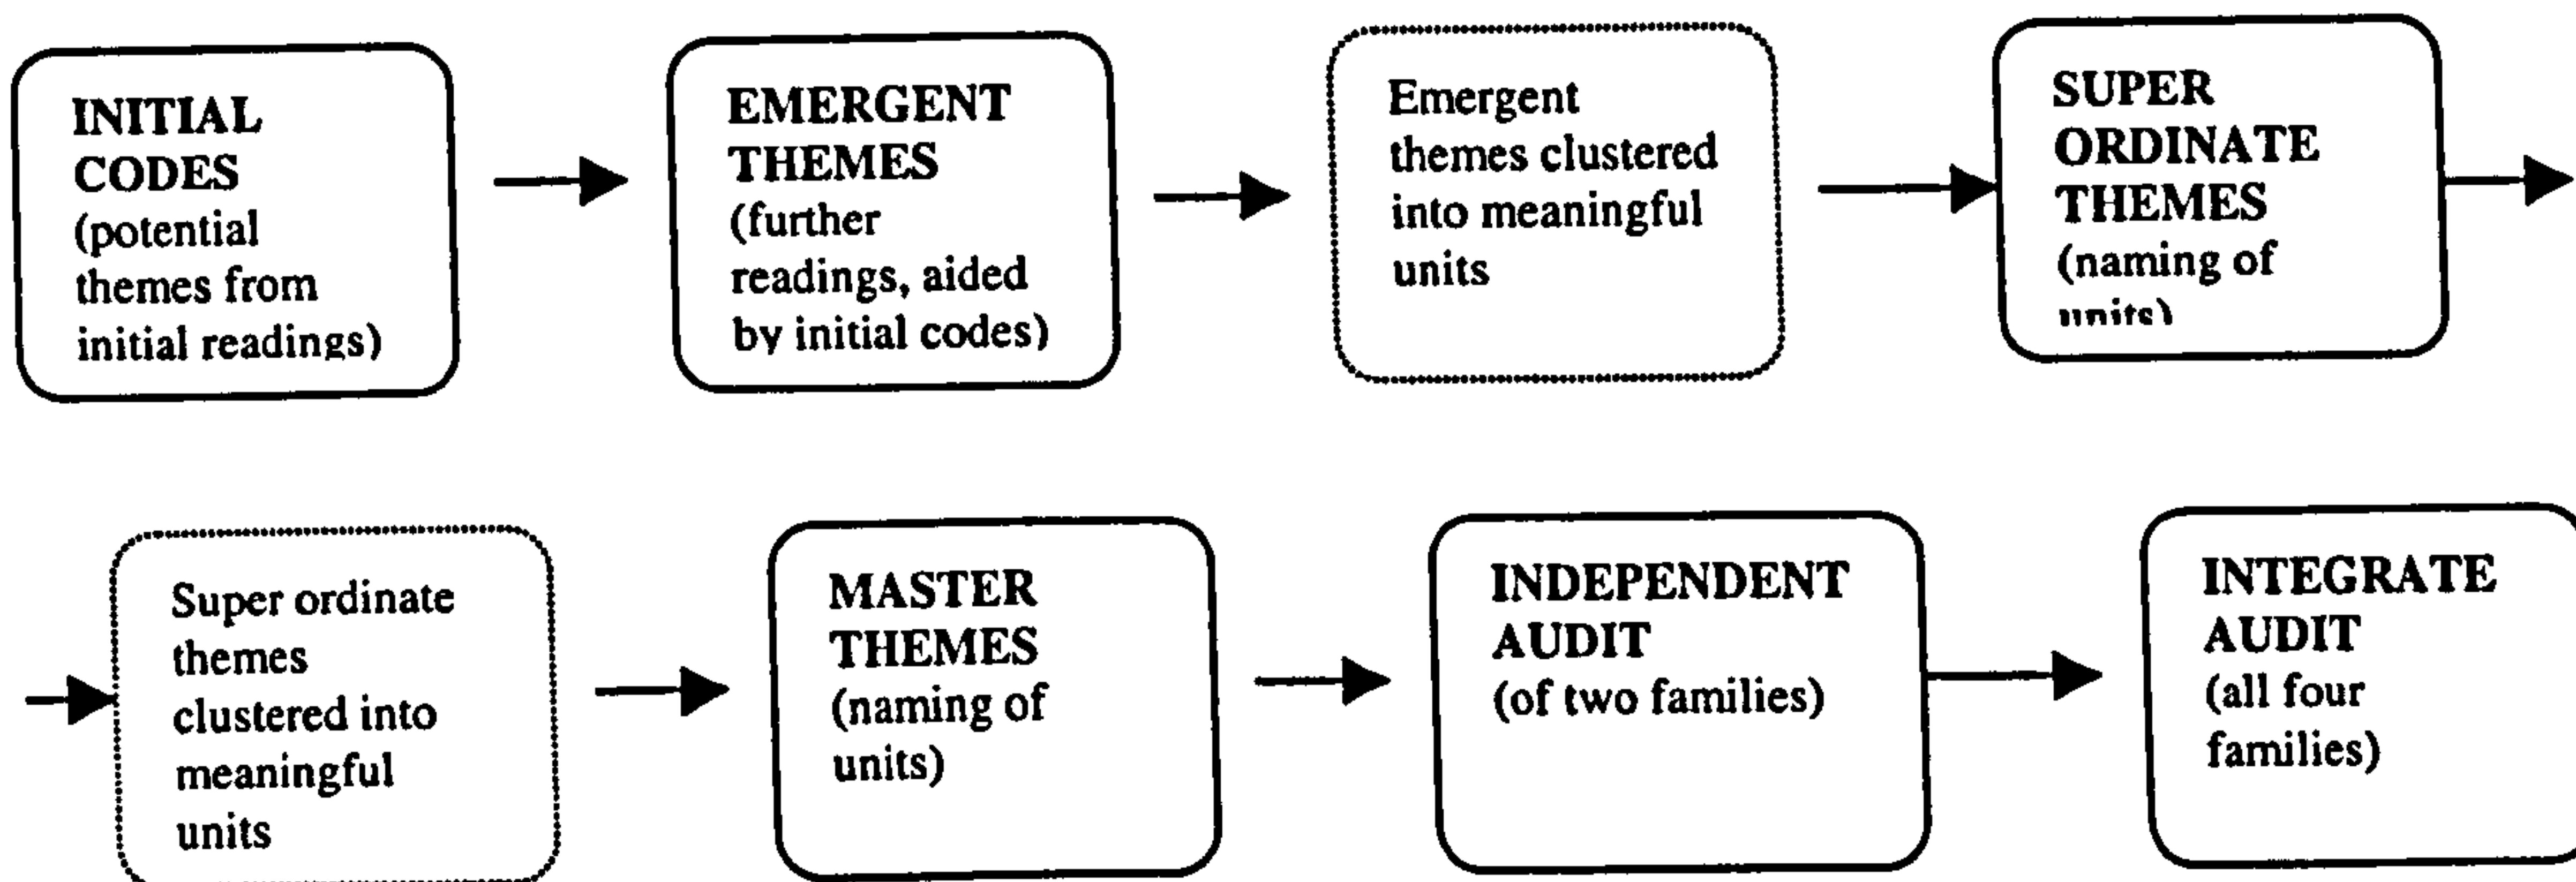 INITIAL
CODES
(potential
themes from
initial readings)
EMERGENT
THEMES
(further
readings, aided
by initial codes)
Emergent
themes clustered
into meaningful
units
SUPER
ORDINATE
THEMES
(naming of
units)
Super ordinate
themes
clustered into
meaningful
units
MASTER
THEMES
(naming of
units)
INDEPENDENT
AUDIT
(of two families)
INTEGRATE
AUDIT
(all four
families)